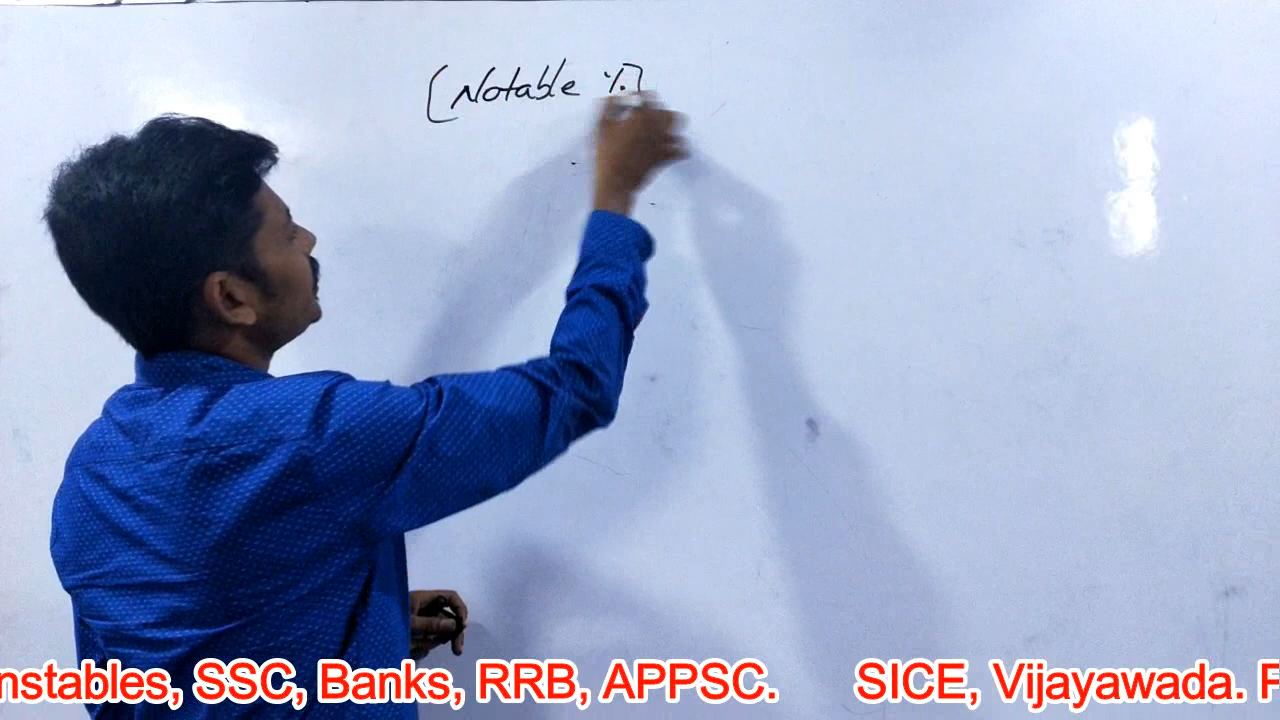 [Notable %]
nstables, SSC, Banks, RRB, APPSC. SICE, Vijayawada. F